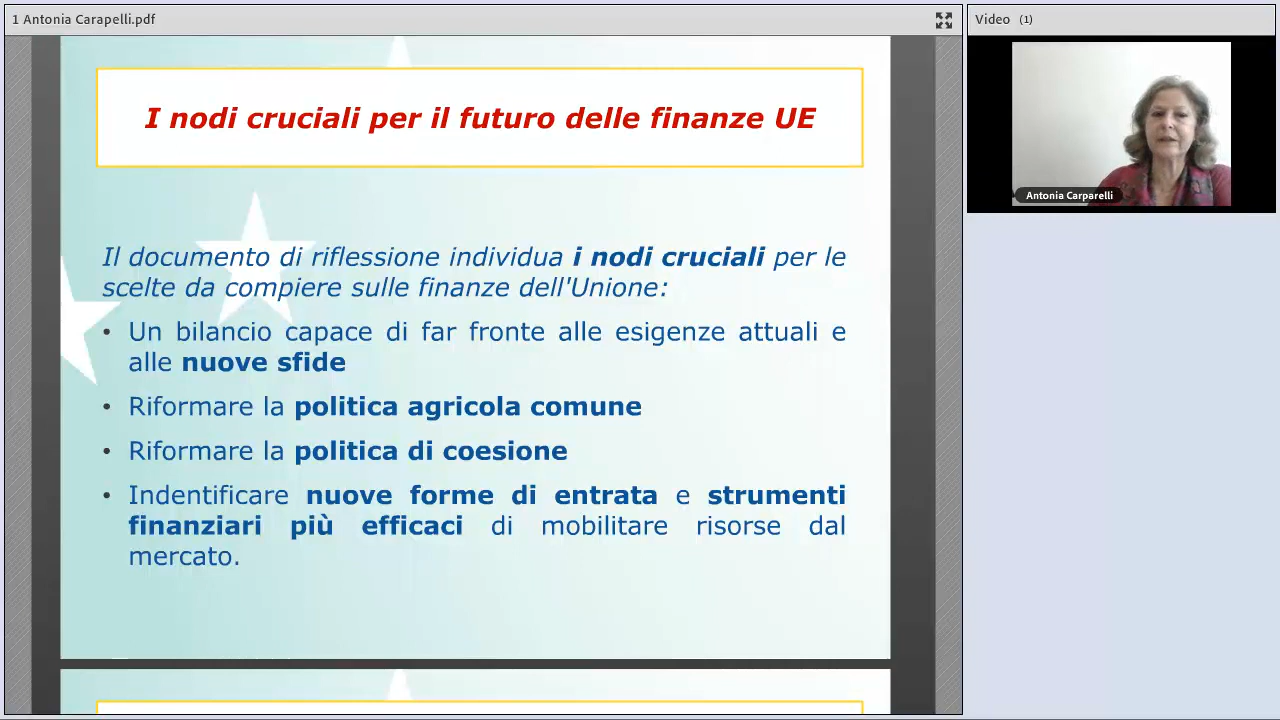 1 Antonia Carapelli.pdf
Video (1)
Antonia Carparelli
I nodi cruciali per il futuro delle finanze UE
Il documento di riflessione individua i nodi cruciali per le
scelte da compiere sulle finanze dell'Unione:
• Un bilancio capace di far fronte alle esigenze attuali e
alle nuove sfide
• Riformare la politica agricola comune
• Riformare la politica di coesione
• Indentificare nuove forme di entrata e strumenti
finanziari più efficaci di mobilitare risorse dal
mercato.